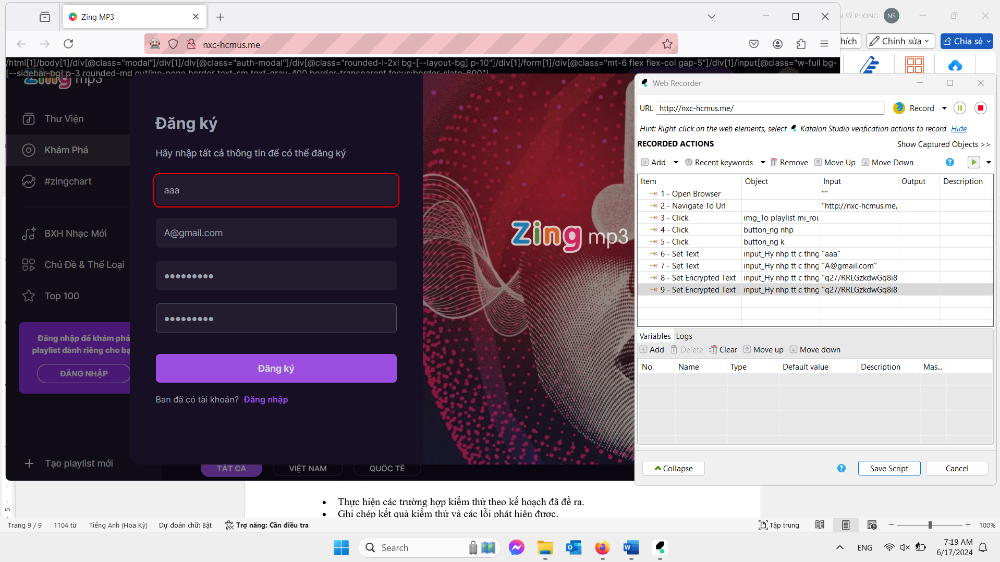 Zing MP3
N SỸ PHONG
NS
nxc-hcmus.me
hích
Chỉnh sửa
Chia sẻ
/html[1]/body[1]/div[@class="modal"]/div[1]/div[@class="auth-modal"]/div[@class="rounded-l-2xl bg-[--layout-bg] p-10"]/div[1]/form[1]/div[@class="mt-6 flex flex-col gap-5"]/div[1]/input[@class="w-full bg-
[--sidebar-bg] p-3 rounded-md outline-none border text-sm text-gray-400 border-transparent focus:border-slate-600"]
Zing mp3
Thư Viện
Khám Phá
#zingchart
BXH Nhạc Mới
Chủ Đề & Thể Loại
Top 100
Đăng nhập để khám phá
playlist dành riêng cho bạ
ĐĂNG NHẬP
Tạo playlist mới
Đăng ký
Hãy nhập tất cả thông tin để có thể đăng ký
aaa
A@gmail.com
Đăng ký
Bạn đã có tài khoản? Đăng nhập
Zing mp3
TẤT CẢ
VIỆT NAM
QUỐC TẾ
Web Recorder
URL
http://nxc-hcmus.me/
Record
Hint: Right-click on the web elements, select Katalon Studio verification actions to record Hide
RECORDED ACTIONS
Show Captured Objects >>
Add Recent keywords Remove Move Up Move Down
Item Object Input Output Description
1 - Open Browser ""
2 - Navigate To Url "http://nxc-hcmus.me,
3 - Click img_To playlist mi_rou
4 - Click button_ng nhp
5 - Click button_ng k
6 - Set Text input_Hy nhp tt c thng "aaa"
7 - Set Text input_Hy nhp tt c thng "A@gmail.com"
8 - Set Encrypted Text input_Hy nhp tt c thng "q27/RRLGzkdwGq8i8
9 - Set Encrypted Text input_Hy nhp tt c thng "q27/RRLGzkdwGq8i8
Variables Logs
Add Delete Clear Move up Move down
No. Name Type Default value Description Mas...
Collapse
Save Script
Cancel
Thực hiện các trường hợp kiểm thử theo kế hoạch đã đề ra.
Ghi chép kết quả kiểm thử và các lỗi phát hiện được.
5
Trang 9 / 9 1104 từ Tiếng Anh (Hoa Kỳ) Dự đoán chữ: Bật Trợ năng: Cần điều tra
Tập trung
100%
Search
ENG
7:19 AM
6/17/2024